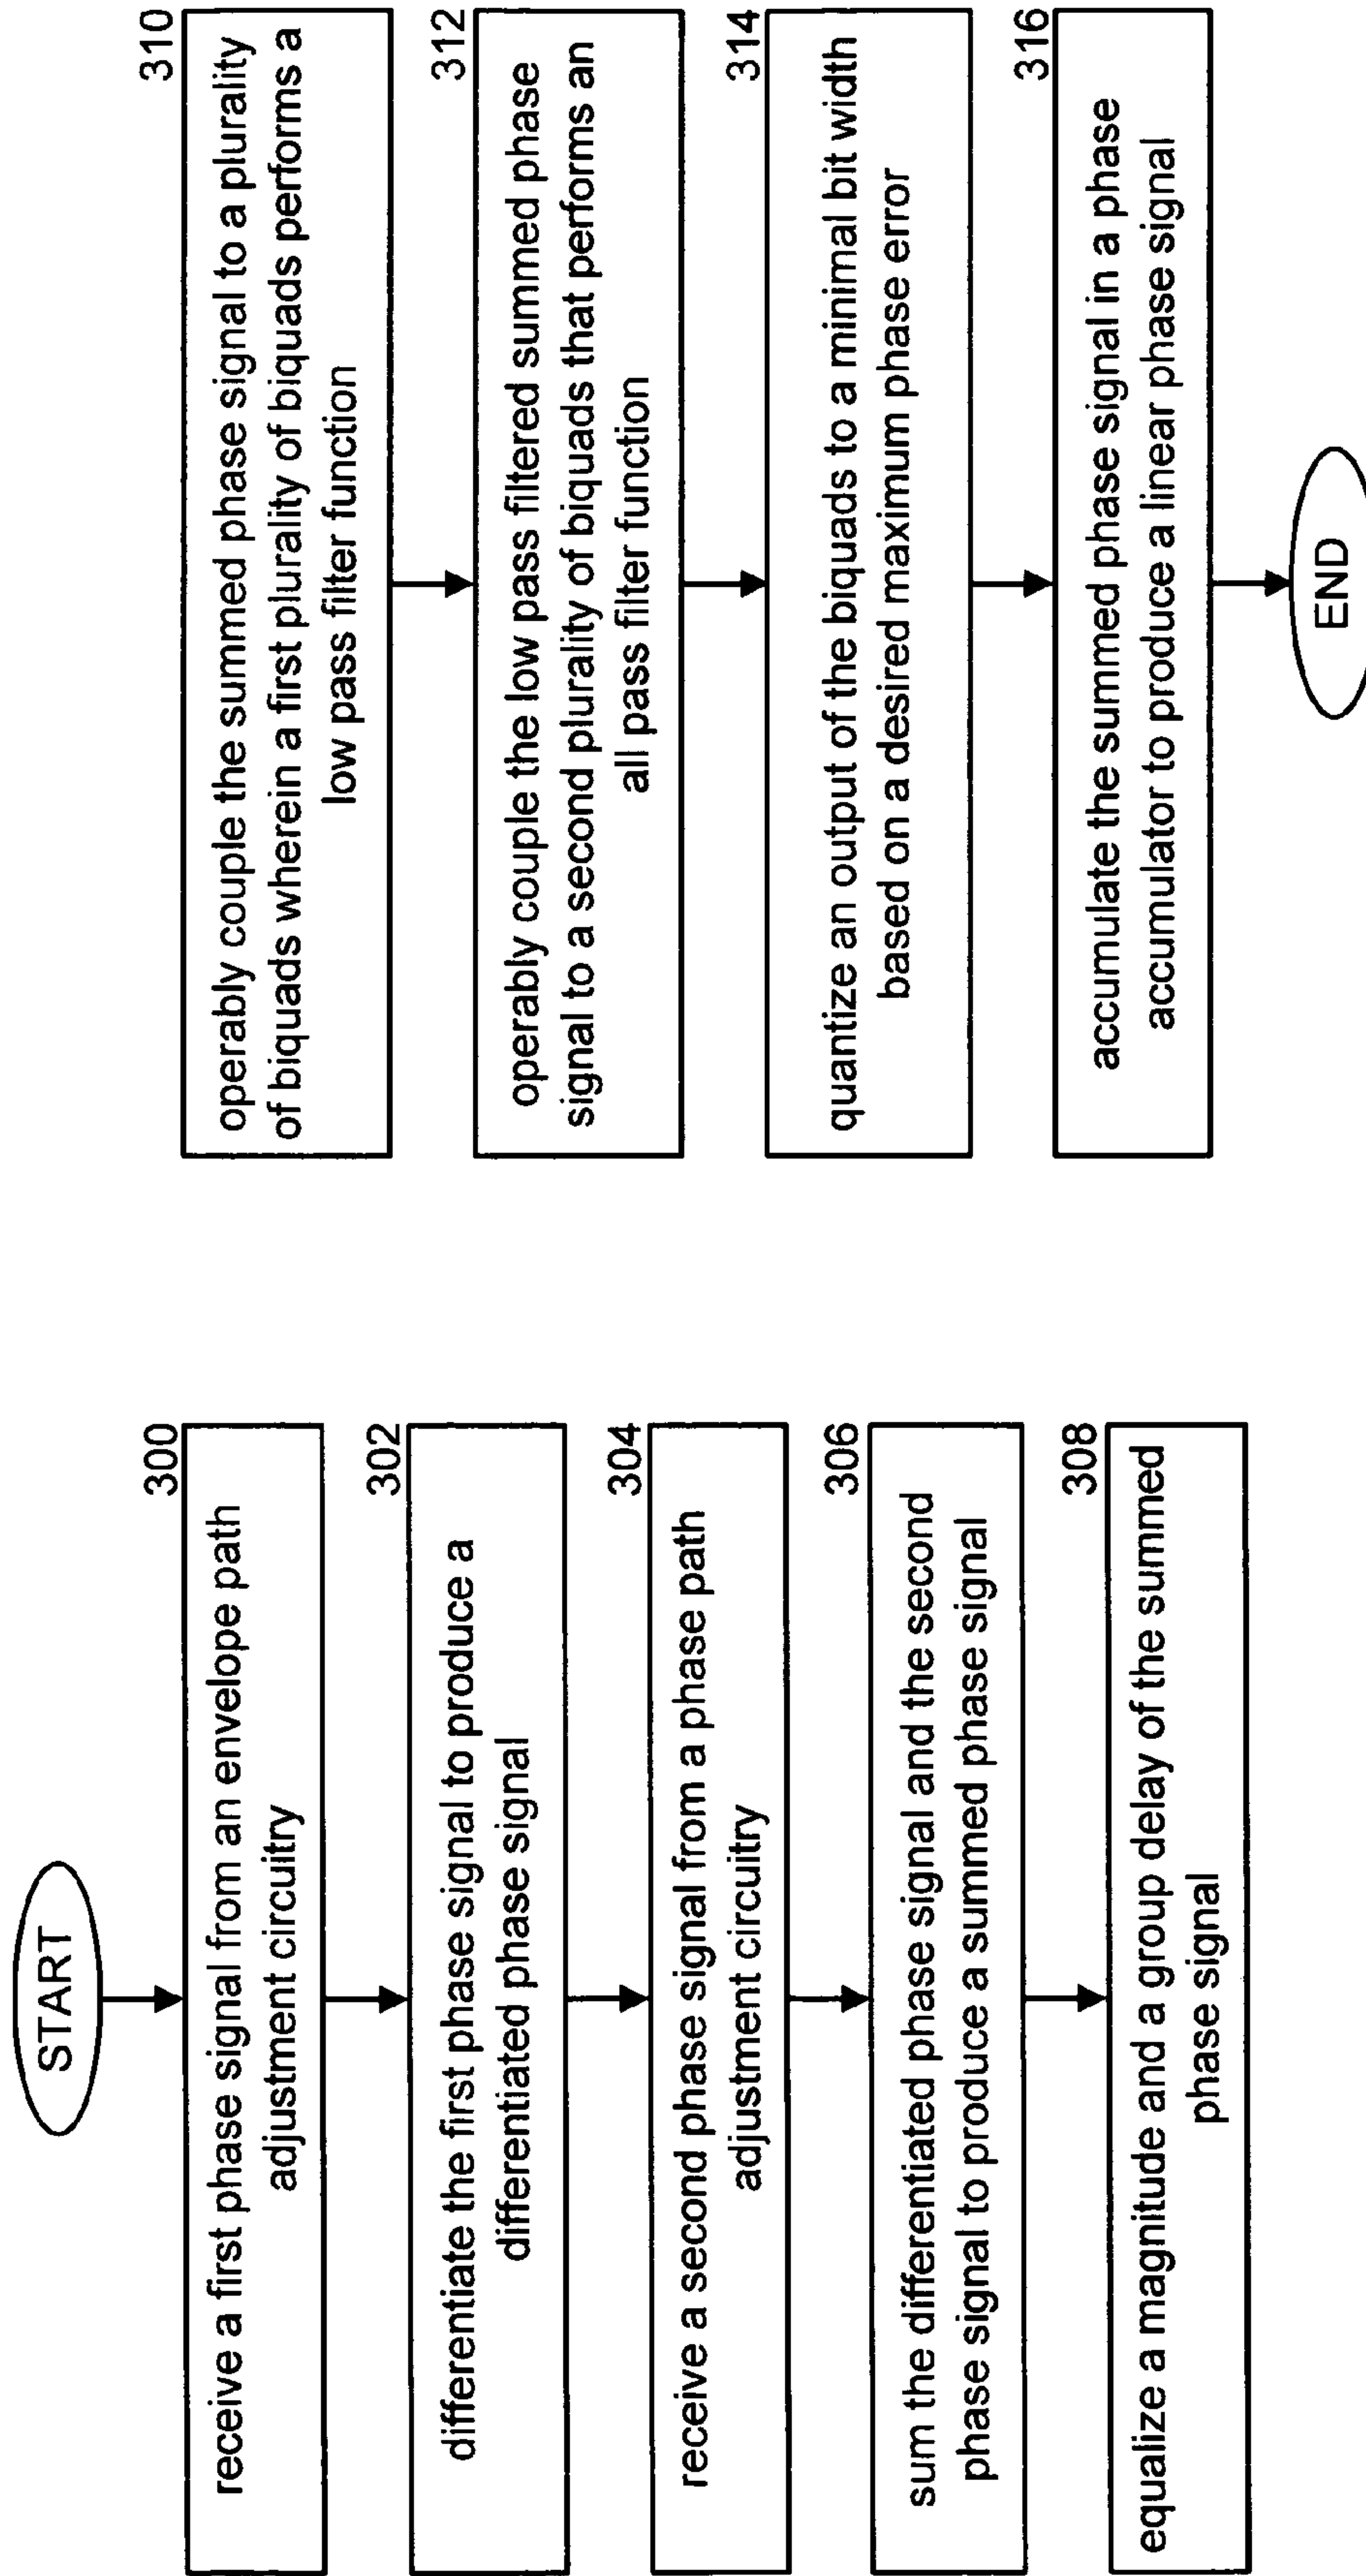 START
300
receive a first phase signal from an envelope path
adjustment circuitry
302
differentiate the first phase signal to produce a
differentiated phase signal
304
receive a second phase signal from a phase path
adjustment circuitry
306
sum the differentiated phase signal and the second
phase signal to produce a summed phase signal
308
equalize a magnitude and a group delay of the summed
phase signal
310
operably couple the summed phase signal to a plurality
of biquads wherein a first plurality of biquads performs a
low pass filter function
312
operably couple the low pass filtered summed phase
signal to a second plurality of biquads that performs an
all pass filter function
314
quantize an output of the biquads to a minimal bit width
based on a desired maximum phase error
316
accumulate the summed phase signal in a phase
accumulator to produce a linear phase signal
END